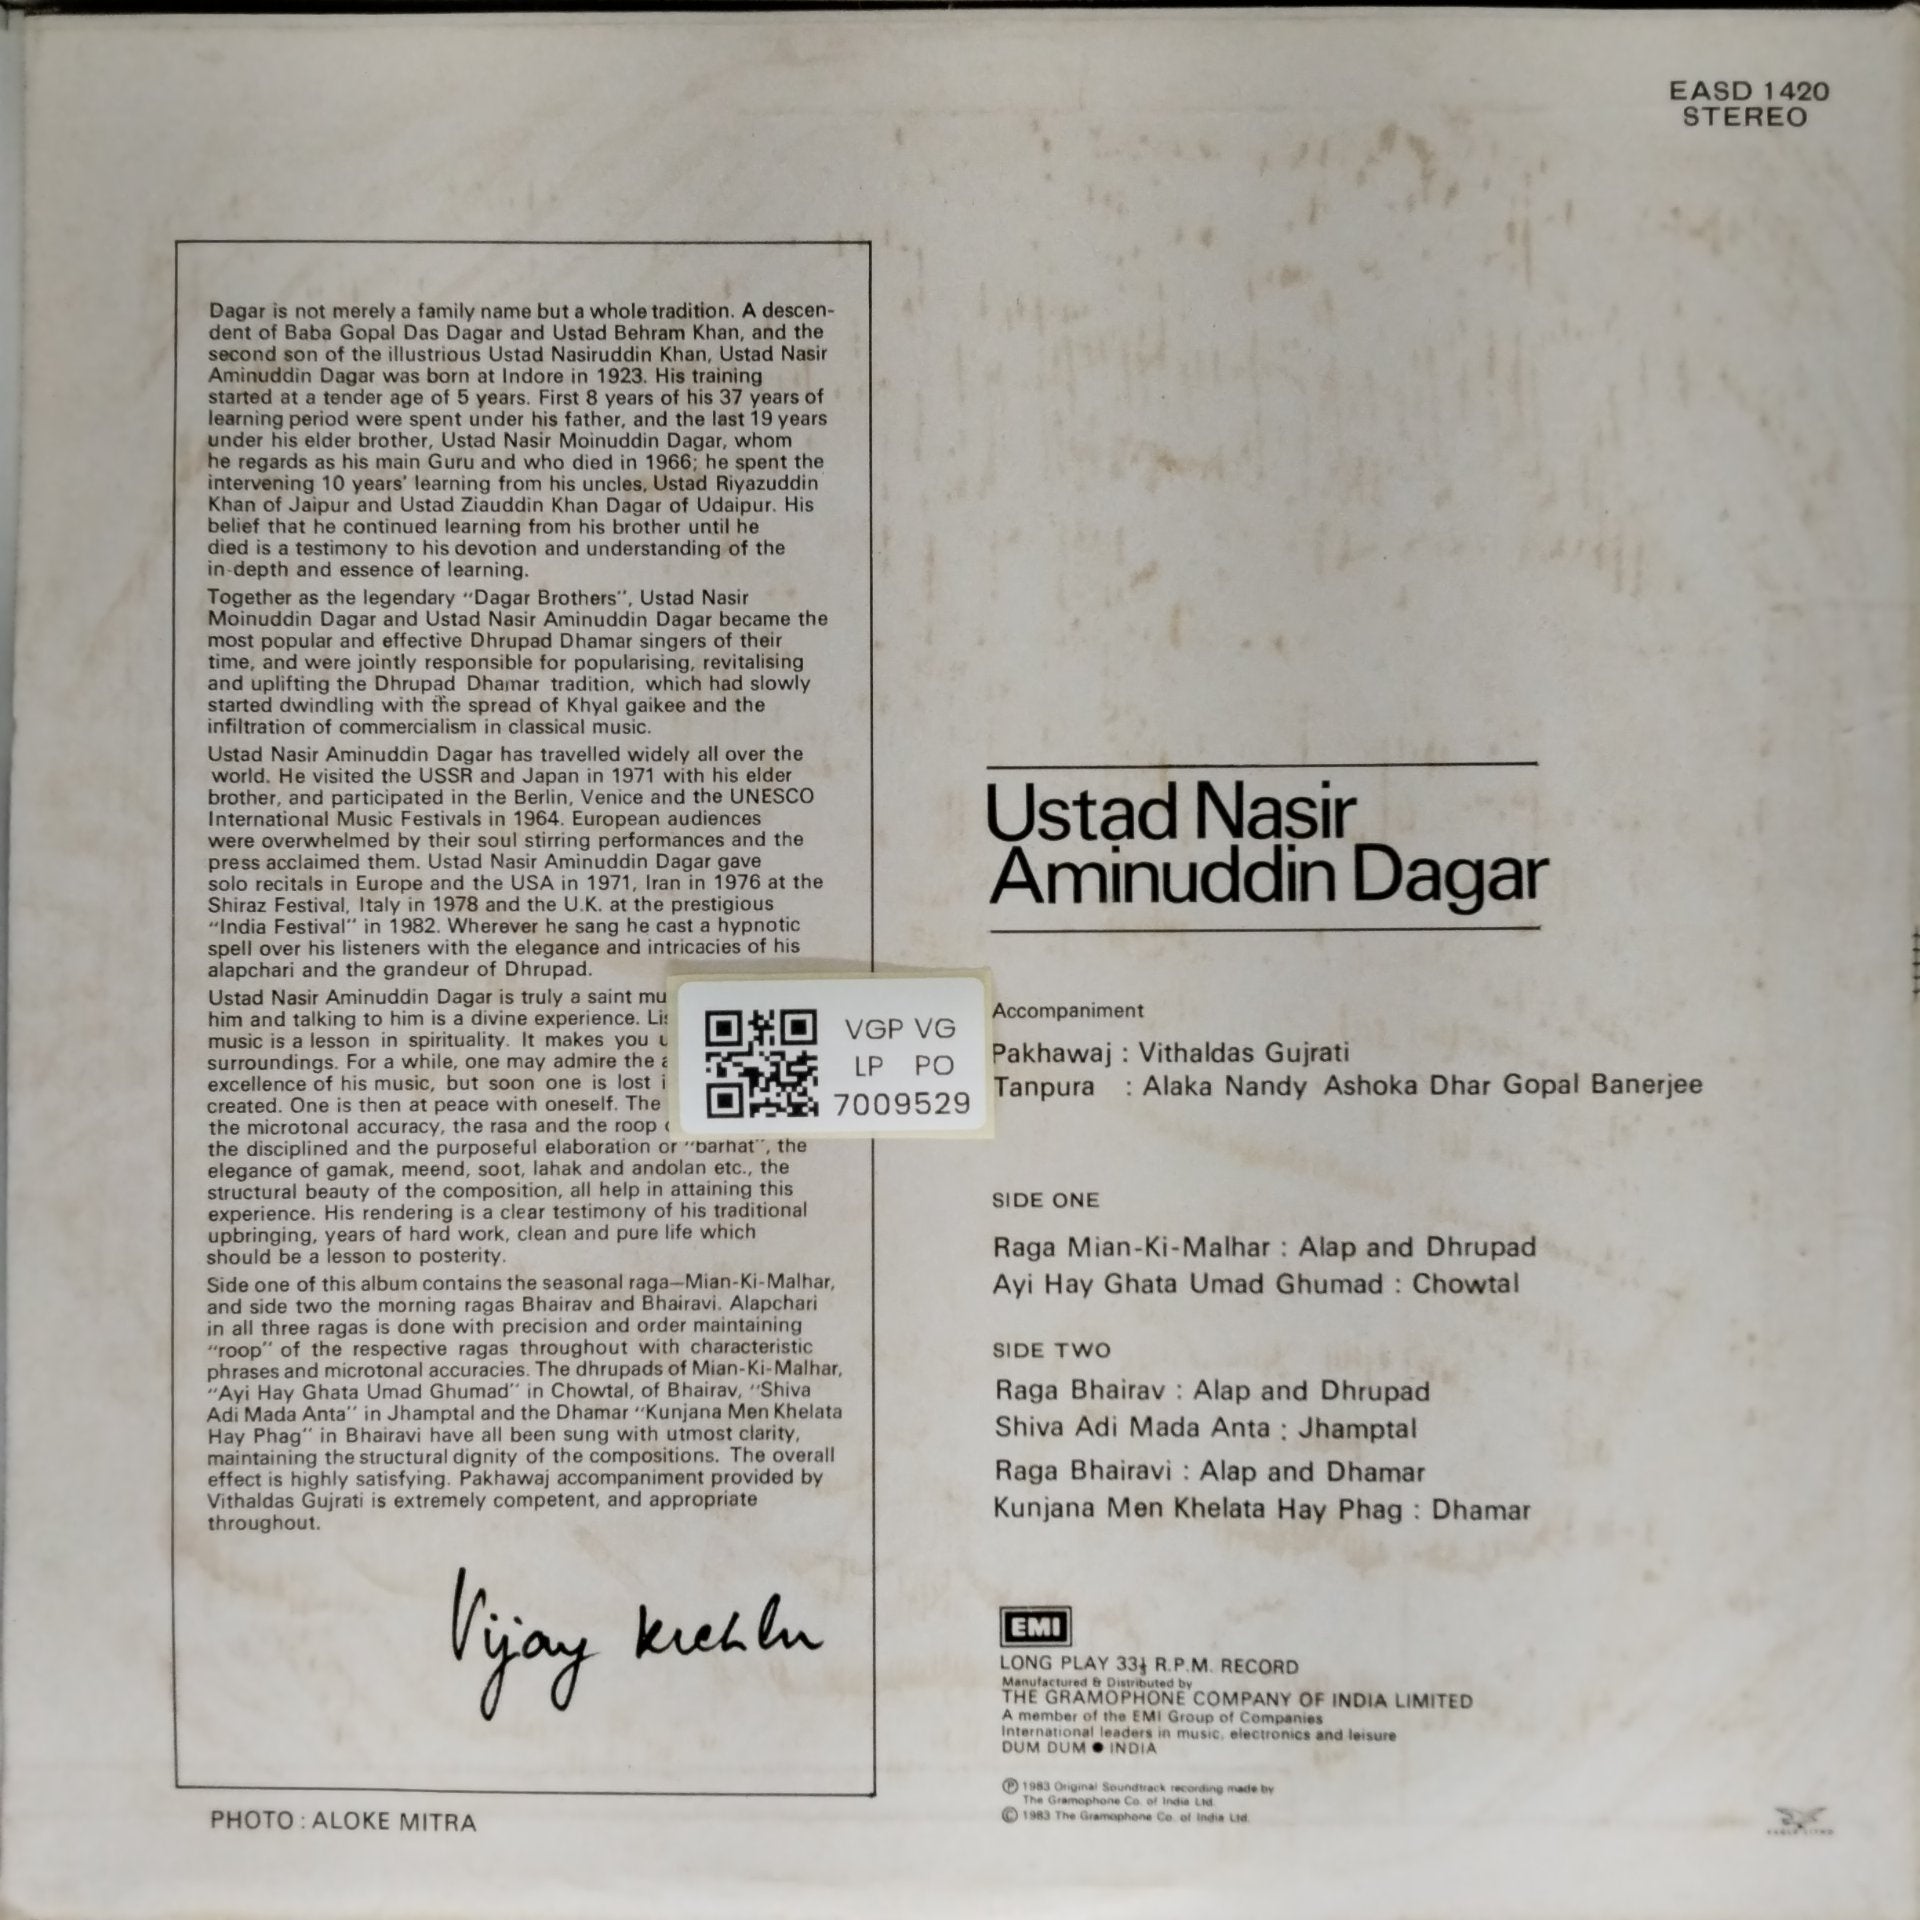 EASD 1420
STEREO
Dagar is not merely a family name but a whole tradition. A descen-
dent of Baba Gopal Das Dagar and Ustad Behram Khan, and the
second son of the illustrious Ustad Nasiruddin Khan, Ustad Nasir
Aminuddin Dagar was born at Indore in 1923. His training
started at a tender age of 5 years. First 8 years of his 37 years of
learning period were spent under his father, and the last 19 years
under his elder brother, Ustad Nasir Moinuddin Dagar, whom
he regards as his main Guru and who died in 1966; he spent the
intervening 10 years' learning from his uncles, Ustad Riyazuddin
Khan of Jaipur and Ustad Ziauddin Khan Dagar of Udaipur. His
belief that he continued learning from his brother until he
died is a testimony to his devotion and understanding of the
in-depth and essence of learning.
Together as the legendary "Dagar Brothers", Ustad Nasir
Moinuddin Dagar and Ustad Nasir Aminuddin Dagar became the
most popular and effective Dhrupad Dhamar singers of their
time, and were jointly responsible for popularising, revitalising
and uplifting the Dhrupad Dhamar tradition, which had slowly
started dwindling with the spread of Khyal gaikee and the
infiltration of commercialism in classical music.
Ustad Nasir Aminuddin Dagar has travelled widely all over the
world. He visited the USSR and Japan in 1971 with his elder
brother, and participated in the Berlin, Venice and the UNESCO
International Music Festivals in 1964. European audiences
were overwhelmed by their soul stirring performances and the
press acclaimed them. Ustad Nasir Aminuddin Dagar gave
solo recitals in Europe and the USA in 1971, Iran in 1976 at the
Shiraz Festival, Italy in 1978 and the U.K. at the prestigious
"India Festival" in 1982. Wherever he sang he cast a hypnotic
spell over his listeners with the elegance and intricacies of his
alapchari and the grandeur of Dhrupad.
Ustad Nasir Aminuddin Dagar is truly a saint
him and talking to him is a divine experience.
music is a lesson in spirituality. It makes you
surroundings. For a while, one may admire the
excellence of his music, but soon one is lost
created. One is then at peace with oneself. The
the microtonal accuracy, the rasa and the roop
the disciplined and the purposeful elaboration or "barhat", the
elegance of gamak, meend, soot, lahak and andolan etc., the
structural beauty of the composition, all help in attaining this
experience. His rendering is a clear testimony of his traditional
upbringing, years of hard work, clean and pure life which
should be a lesson to posterity.
Side one of this album contains the seasonal raga—Mian-Ki-Malhar,
and side two the morning ragas Bhairav and Bhairavi. Alapchari
in all three ragas is done with precision and order maintaining
"roop" of the respective ragas throughout with characteristic
phrases and microtonal accuracies. The dhrupads of Mian-Ki-Malhar,
"Ayi Hay Ghata Umad Ghumad" in Chowtal, of Bhairav, "Shiva
Adi Mada Anta" in Jhamptal and the Dhamar "Kunjana Men Khelata
Hay Phag" in Bhairavi have all been sung with utmost clarity,
maintaining the structural dignity of the compositions. The overall
effect is highly satisfying. Pakhawaj accompaniment provided by
Vithaldas Gujrati is extremely competent, and appropriate
throughout.
Vijay Kichlu
PHOTO : ALOKE MITRA
VGP VG
LP PO
7009529
Ustad Nasir
Aminuddin Dagar
Accompaniment
Pakhawaj : Vithaldas Gujrati
Tanpura : Alaka Nandy Ashoka Dhar Gopal Banerjee
SIDE ONE
Raga Mian-Ki-Malhar : Alap and Dhrupad
Ayi Hay Ghata Umad Ghumad : Chowtal
SIDE TWO
Raga Bhairav : Alap and Dhrupad
Shiva Adi Mada Anta : Jhamptal
Raga Bhairavi : Alap and Dhamar
Kunjana Men Khelata Hay Phag : Dhamar
EMI
LONG PLAY 33⅓ R.P.M. RECORD
Manufactured & Distributed by
THE GRAMOPHONE COMPANY OF INDIA LIMITED
A member of the EMI Group of Companies
International leaders in music, electronics and leisure
DUM DUM ● INDIA
Ⓟ 1983 Original Soundtrack recording made by
The Gramophone Co. of India Ltd.
© 1983 The Gramophone Co. of India Ltd.